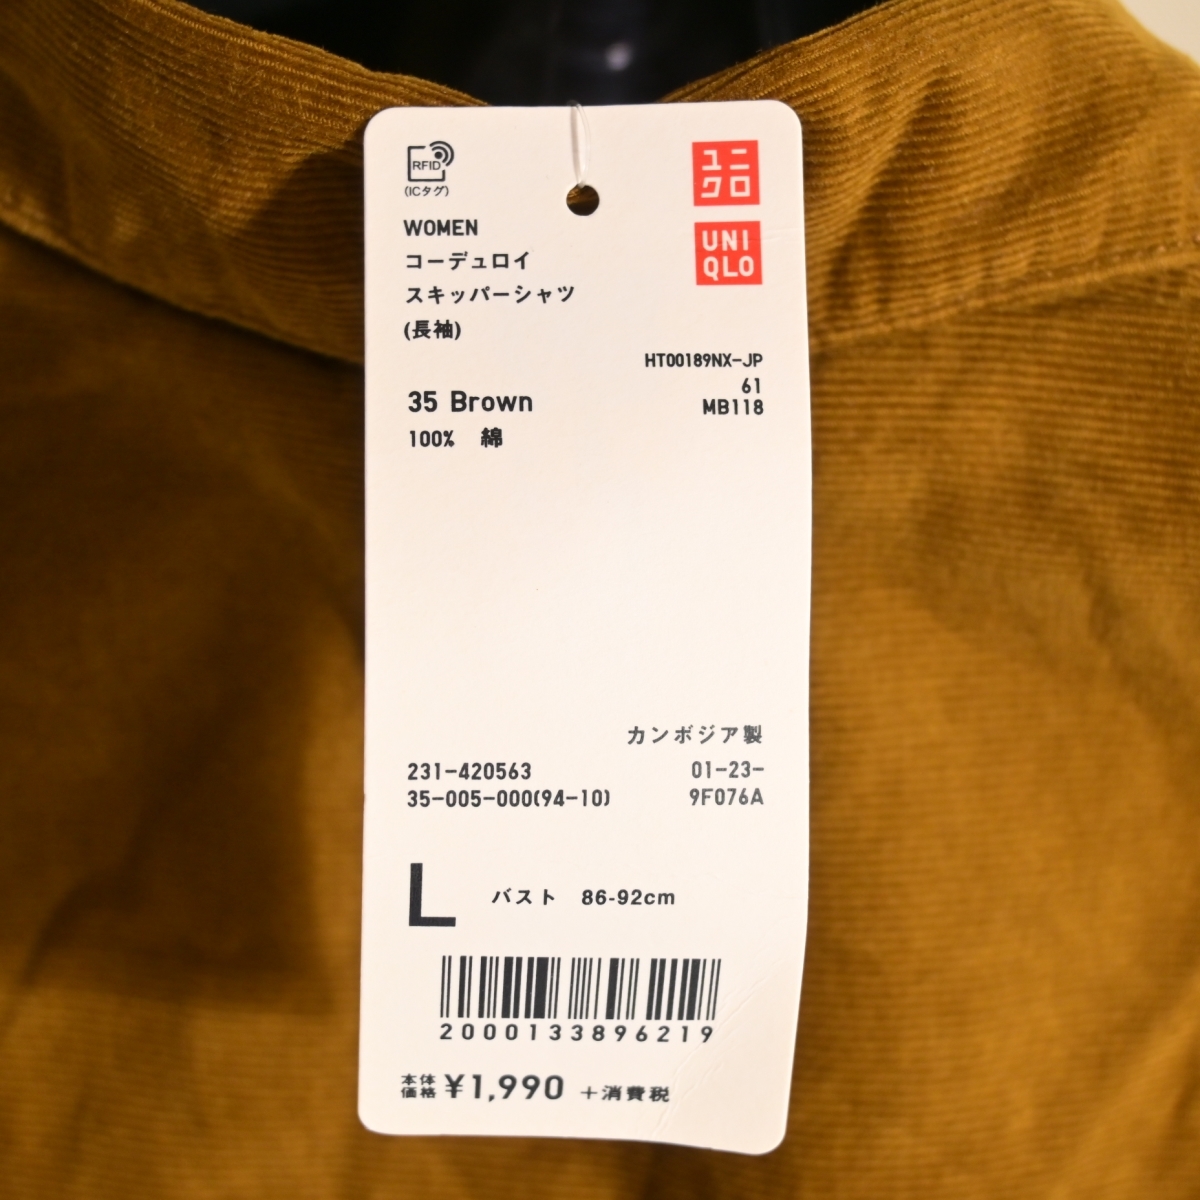 RFID
(ICタグ)
ユニ
クロ
UNI
QLO
WOMEN
コーデュロイ
スキッパーシャツ
(長袖)
HT00189NX-JP
61
MB118
35 Brown
100% 綿
カンボジア製
231-420563
01-23-
35-005-000(94-10)
9F076A
L バスト 86-92cm
2000133896219
本体
価格 ¥1,990 +消費税